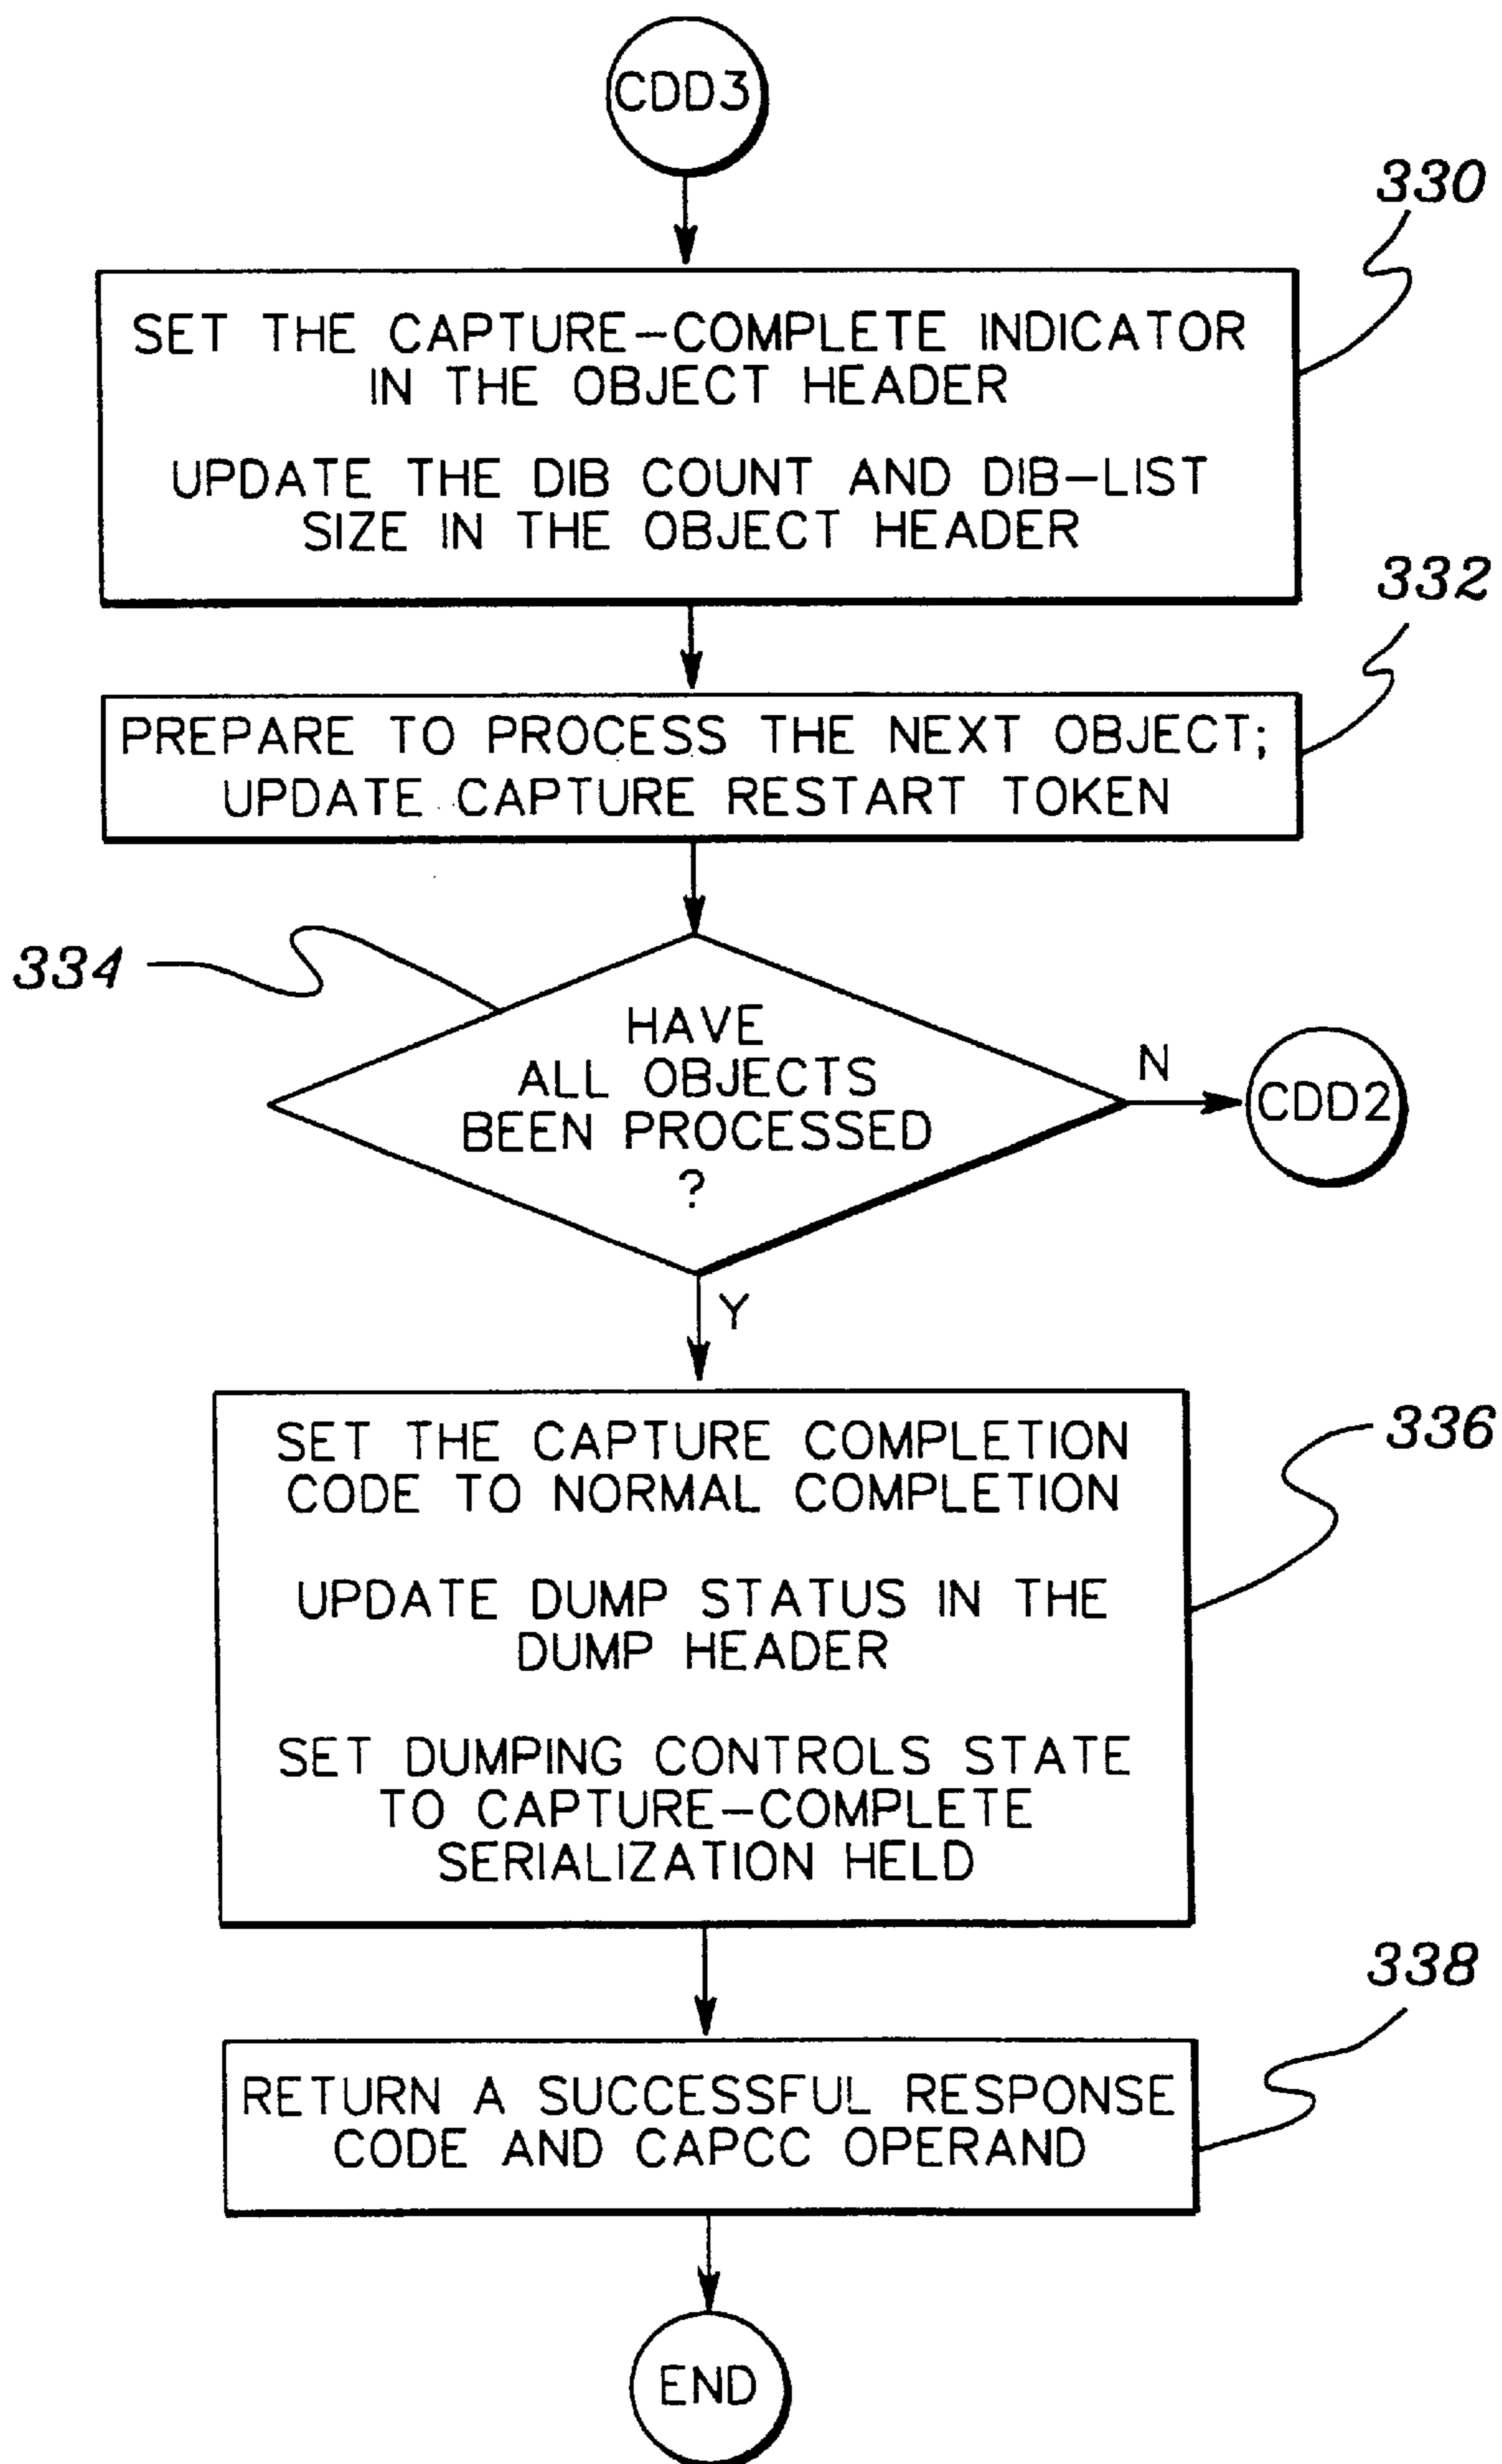 CDD3
330
SET THE CAPTURE-COMPLETE INDICATOR
IN THE OBJECT HEADER
UPDATE THE DIB COUNT AND DIB-LIST
SIZE IN THE OBJECT HEADER
332
PREPARE TO PROCESS THE NEXT OBJECT;
UPDATE CAPTURE RESTART TOKEN
334
HAVE
ALL OBJECTS
BEEN PROCESSED
?
N
CDD2
Y
336
SET THE CAPTURE COMPLETION
CODE TO NORMAL COMPLETION
UPDATE DUMP STATUS IN THE
DUMP HEADER
SET DUMPING CONTROLS STATE
TO CAPTURE-COMPLETE
SERIALIZATION HELD
338
RETURN A SUCCESSFUL RESPONSE
CODE AND CAPCC OPERAND
END